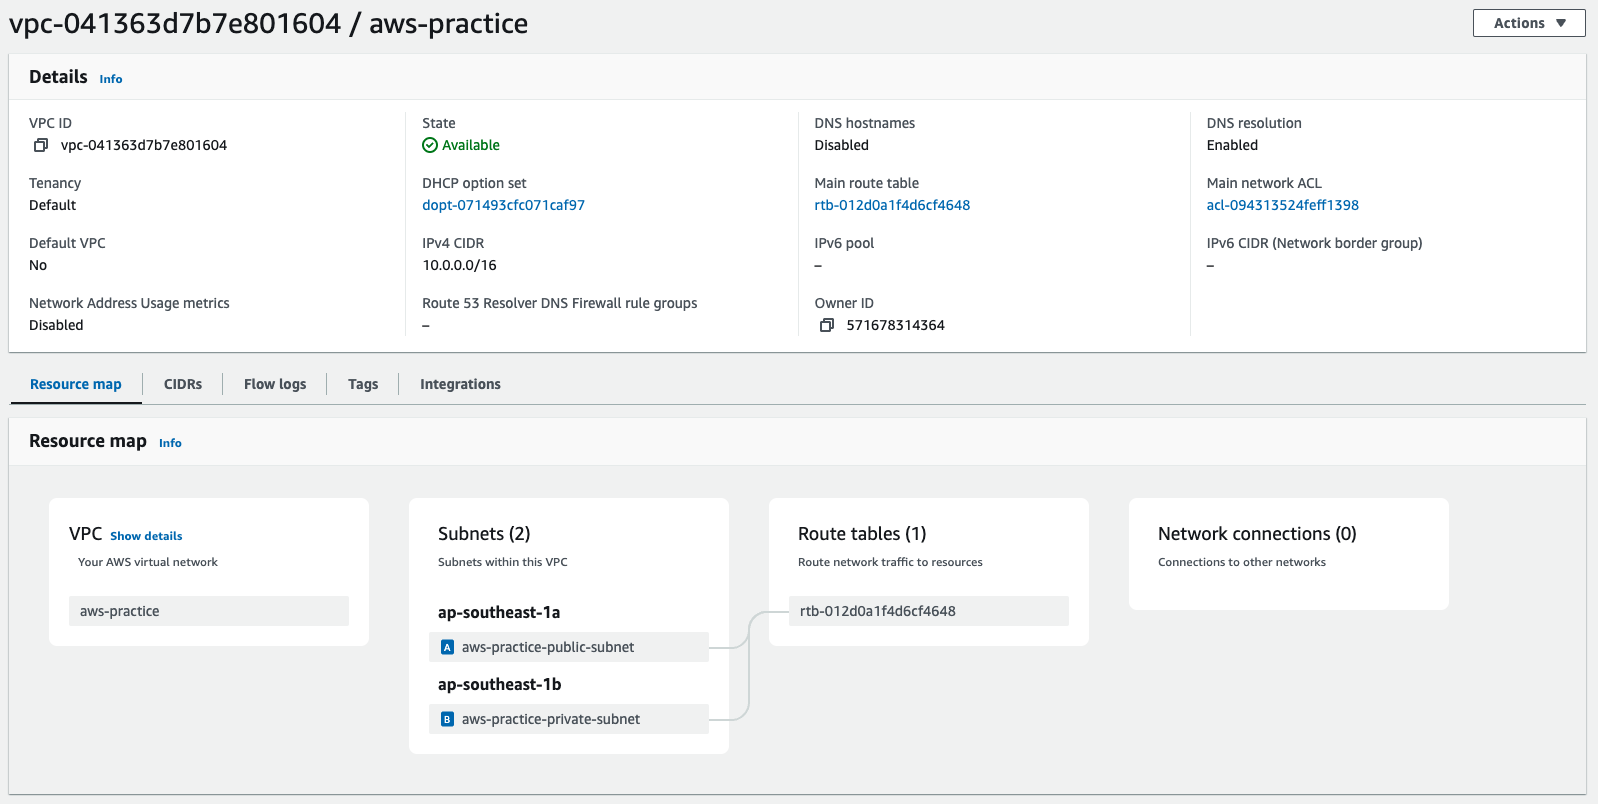 vpc-041363d7b7e801604 / aws-practice
Actions
Details Info
VPC ID
vpc-041363d7b7e801604
State
Available
DNS hostnames
Disabled
DNS resolution
Enabled
Tenancy
Default
DHCP option set
dopt-071493cfc071caf97
Main route table
rtb-012d0a1f4d6cf4648
Main network ACL
acl-094313524feff1398
Default VPC
No
IPv4 CIDR
10.0.0.0/16
IPv6 pool
–
IPv6 CIDR (Network border group)
–
Network Address Usage metrics
Disabled
Route 53 Resolver DNS Firewall rule groups
–
Owner ID
571678314364
Resource map
CIDRs
Flow logs
Tags
Integrations
Resource map Info
VPC Show details
Your AWS virtual network
aws-practice
Subnets (2)
Subnets within this VPC
ap-southeast-1a
A aws-practice-public-subnet
ap-southeast-1b
B aws-practice-private-subnet
Route tables (1)
Route network traffic to resources
rtb-012d0a1f4d6cf4648
Network connections (0)
Connections to other networks